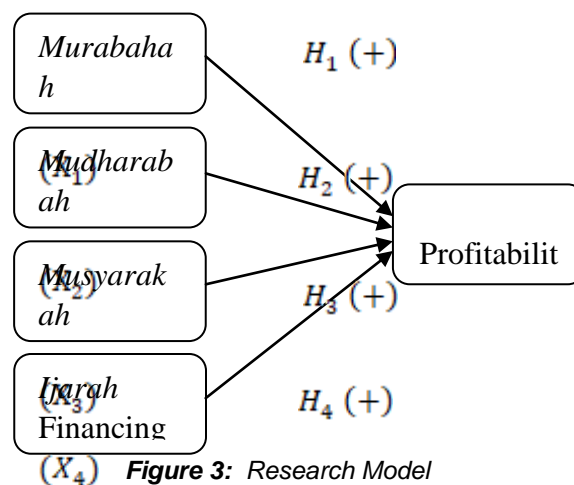 Murabaha
h
H₁ (+)
(X₁)
Mudharab
ah
H₂ (+)
Profitabilit
(X₂)
Musyarak
ah
H₃ (+)
(X₃)
Ijarah
Financing
H₄ (+)
(X₄) Figure 3: Research Model